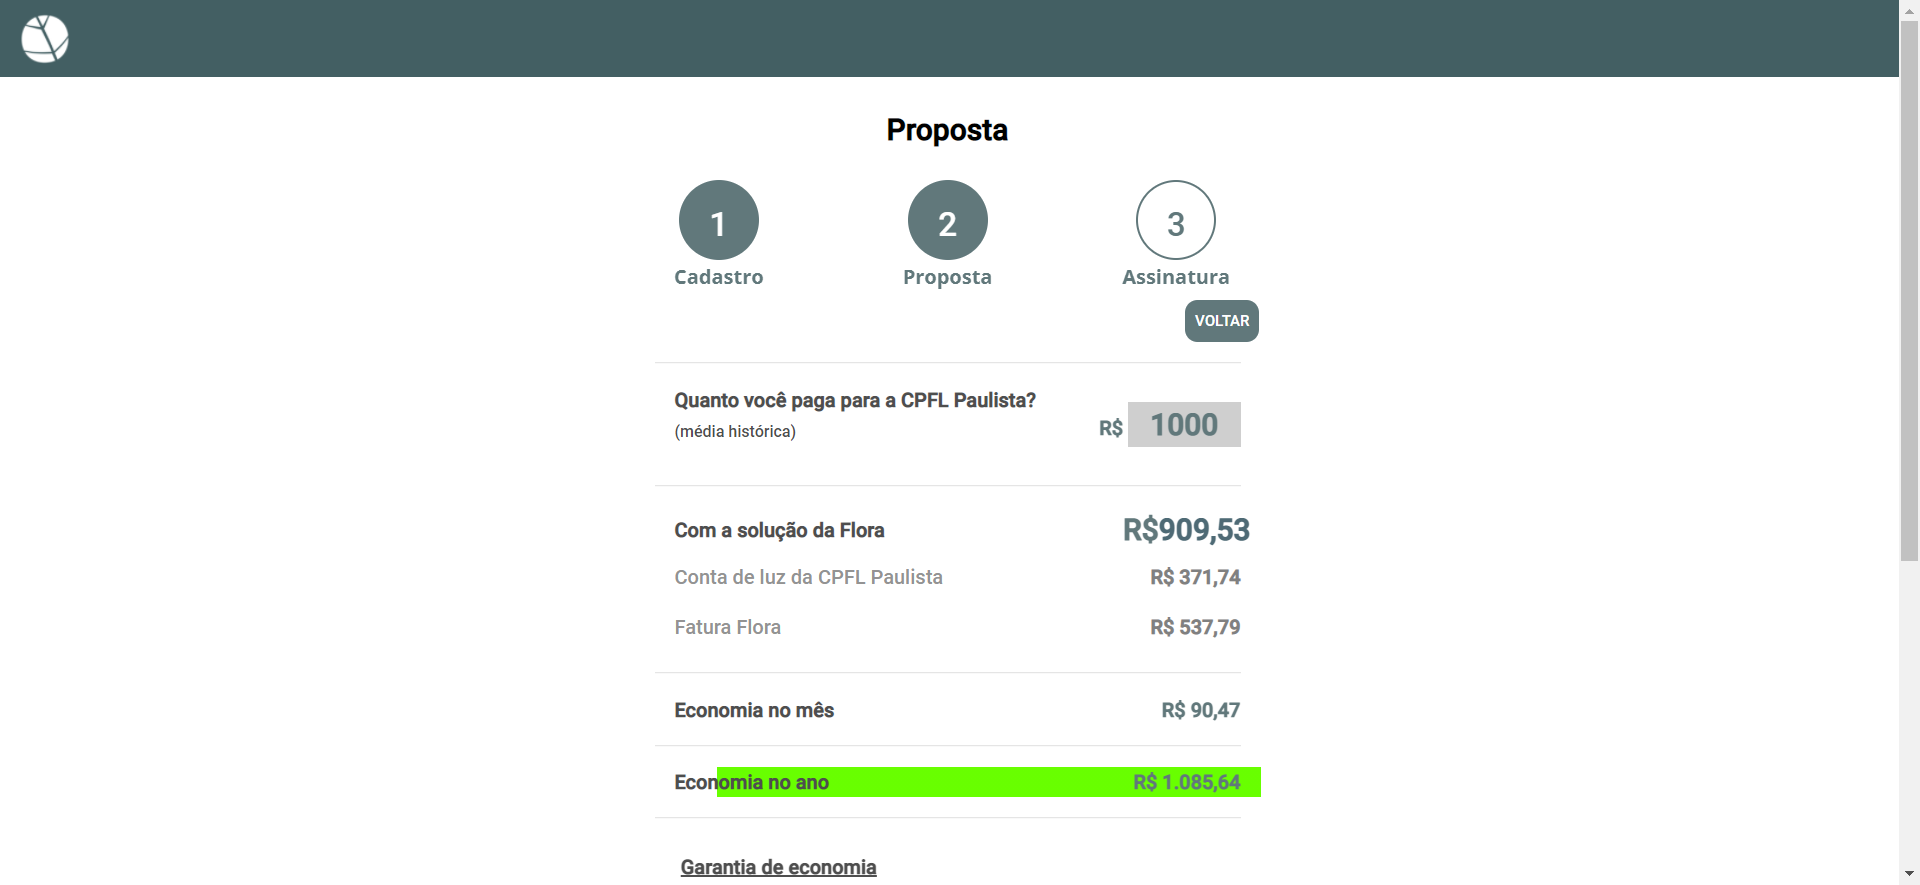 Proposta
1
2
3
Cadastro
Proposta
Assinatura
VOLTAR
Quanto você paga para a CPFL Paulista?
(média histórica)
R$ 1000
Com a solução da Flora R$909,53
Conta de luz da CPFL Paulista R$ 371,74
Fatura Flora R$ 537,79
Economia no mês R$ 90,47
Economia no ano R$ 1.085,64
Garantia de economia